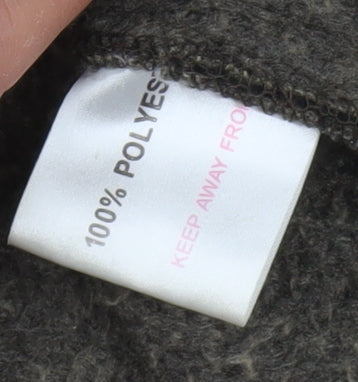 100% POLYES
KEEP AWAY FRO